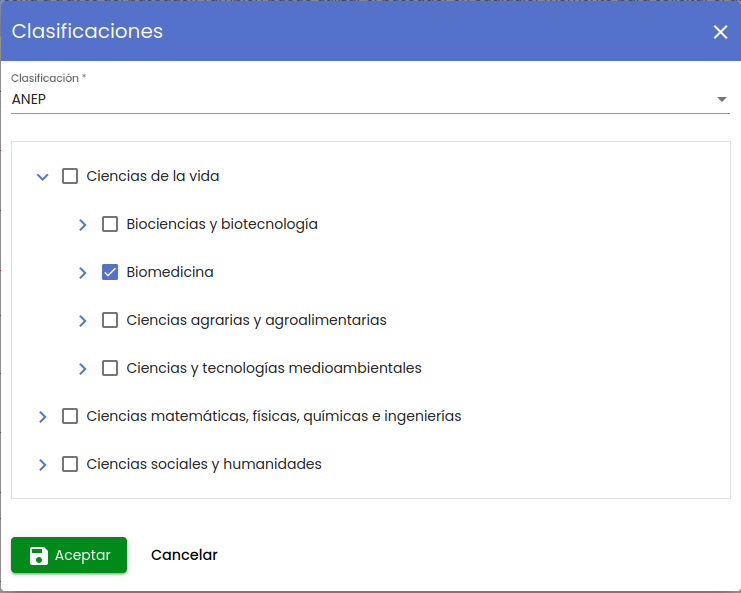 Clasificaciones
Clasificación *
ANEP
Ciencias de la vida
Biociencias y biotecnología
Biomedicina
Ciencias agrarias y agroalimentarias
Ciencias y tecnologías medioambientales
Ciencias matemáticas, físicas, químicas e ingenierías
Ciencias sociales y humanidades
Aceptar Cancelar